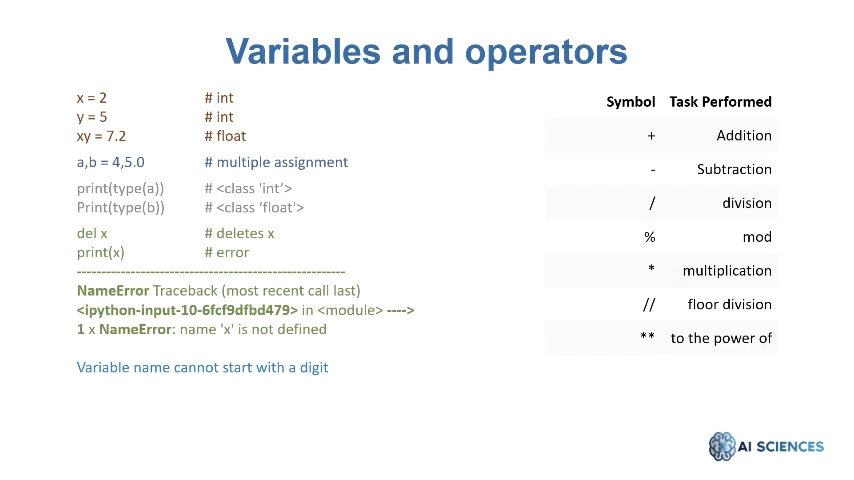 Variables and operators
x = 2 # int
y = 5 # int
xy = 7.2 # float
a,b = 4,5.0 # multiple assignment
print(type(a)) # <class 'int’>
Print(type(b)) # <class ‘float'>
del x # deletes x
print(x) # error
-------------------------------------------------------
NameError Traceback (most recent call last)
<ipython-input-10-6fcf9dfbd479> in <module> ---->
1 x NameError: name 'x' is not defined
Variable name cannot start with a digit
Symbol Task Performed
+ Addition
- Subtraction
/ division
% mod
* multiplication
// floor division
** to the power of
AI SCIENCES